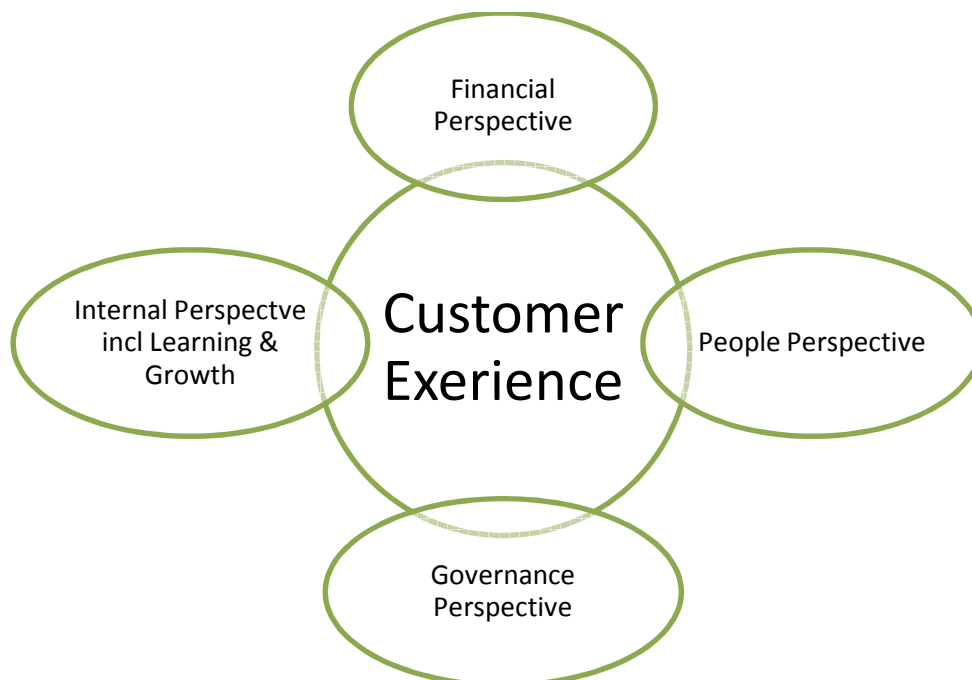 Financial
Perspective
Internal Perspectve
incl Learning &
Growth
Customer
Exerience
People Perspective
Governance
Perspective